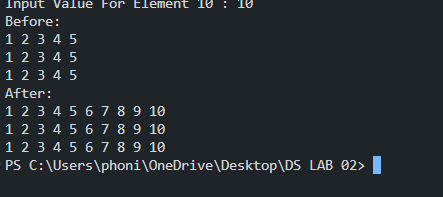 Input Value For Element 10 : 10
Before:
1 2 3 4 5
1 2 3 4 5
1 2 3 4 5
After:
1 2 3 4 5 6 7 8 9 10
1 2 3 4 5 6 7 8 9 10
1 2 3 4 5 6 7 8 9 10
PS C:\Users\phoni\OneDrive\Desktop\DS LAB 02>